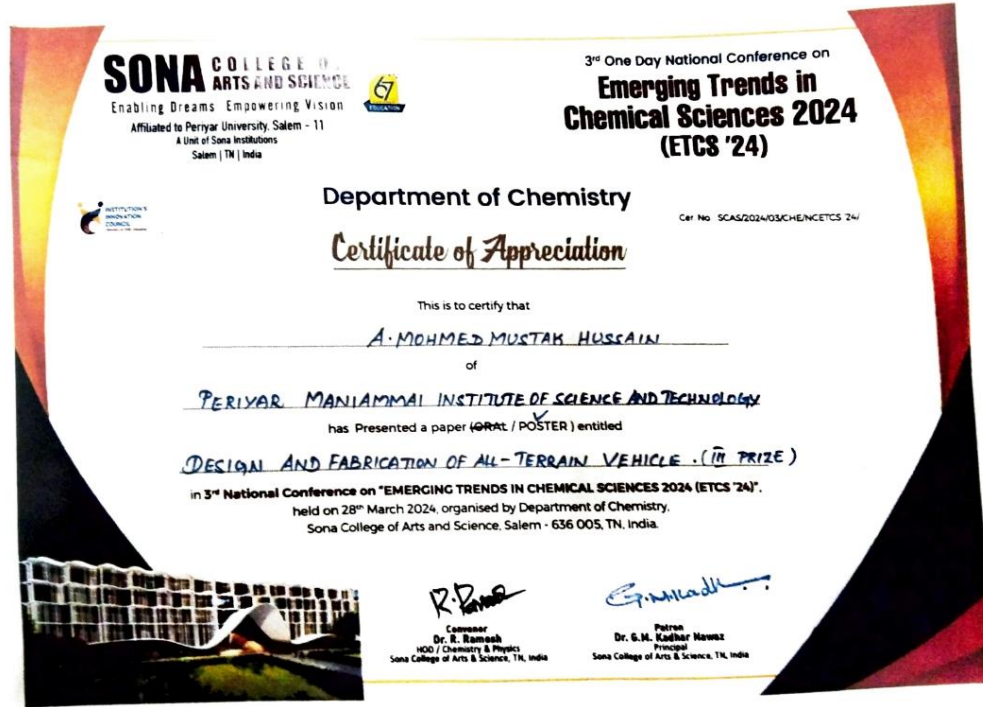 SONA COLLEGE OF
ARTS AND SCIENCE
Enabling Dreams Empowering Vision
Affiliated to Periyar University, Salem - 11
A Unit of Sona Institutions
Salem | TN | India
67
EDUCATION
3rd One Day National Conference on
Emerging Trends in
Chemical Sciences 2024
(ETCS '24)
INSTITUTION'S
INNOVATION
COUNCIL
Department of Chemistry
Cer. No. SCAS/2024/03/CHE/NCETCS '24/
Certificate of Appreciation
This is to certify that
A. MOHMED MUSTAK HUSSAIN
of
PERIYAR MANIAMMAI INSTITUTE OF SCIENCE AND TECHNOLOGY
has Presented a paper (ORAL / POSTER) entitled
DESIGN AND FABRICATION OF ALL-TERRAIN VEHICLE. (III PRIZE)
in 3rd National Conference on "EMERGING TRENDS IN CHEMICAL SCIENCES 2024 (ETCS '24)",
held on 28th March 2024, organised by Department of Chemistry,
Sona College of Arts and Science, Salem - 636 005, TN, India.
Convenor
Dr. R. Ramesh
HOD / Chemistry & Physics
Sona College of Arts & Science, TN, India
Patron
Dr. G.M. Kadhar Nawaz
Principal
Sona College of Arts & Science, TN, India